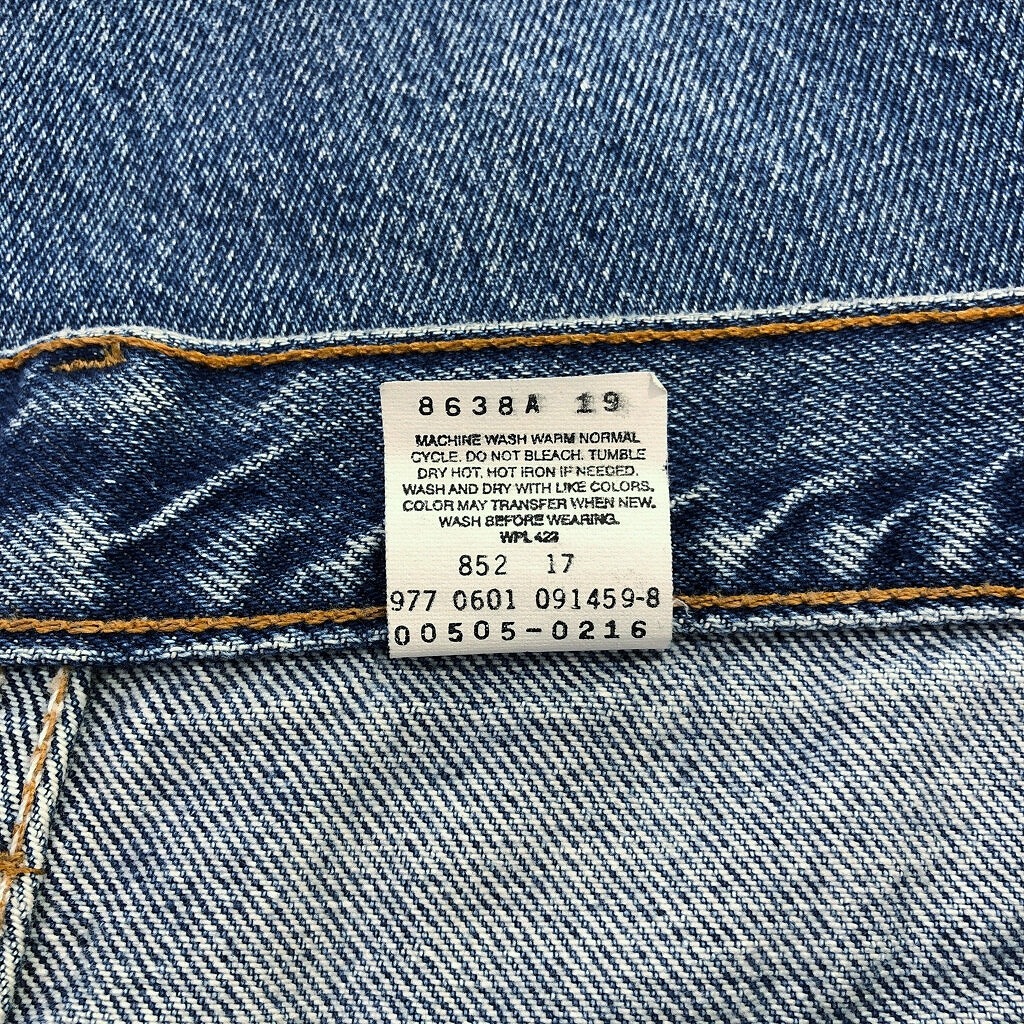 8638A 19
MACHINE WASH WARM NORMAL
CYCLE. DO NOT BLEACH. TUMBLE
DRY HOT. HOT IRON IF NEEDED.
WASH AND DRY WITH LIKE COLORS.
COLOR MAY TRANSFER WHEN NEW.
WASH BEFORE WEARING.
WPL 423
852 17
977 0601 091459-8
00505-0216